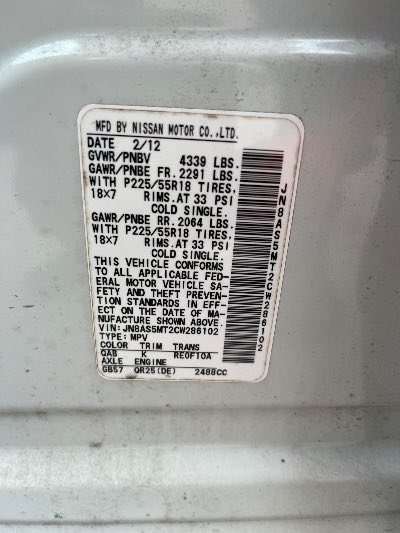 MFD BY NISSAN MOTOR CO.,LTD.
DATE 2/12
GVWR/PNBV 4339 LBS.
GAWR/PNBE FR. 2291 LBS.
WITH P225/55R18 TIRES.
18X7 RIMS.AT 33 PSI
COLD SINGLE.
GAWR/PNBE RR. 2064 LBS.
WITH P225/55R18 TIRES.
18X7 RIMS.AT 33 PSI
COLD SINGLE.
THIS VEHICLE CONFORMS
TO ALL APPLICABLE FED-
ERAL MOTOR VEHICLE SA-
FETY AND THEFT PREVEN-
TION STANDARDS IN EFF-
ECT ON THE DATE OF MA-
NUFACTURE SHOWN ABOVE.
VIN: JN8AS5MT2CW286102
TYPE: MPV
COLOR TRIM TRANS
QAB K RE0F10A
AXLE ENGINE
GB57 QR25(DE) 2488CC
JN8AS5MT2CW286102